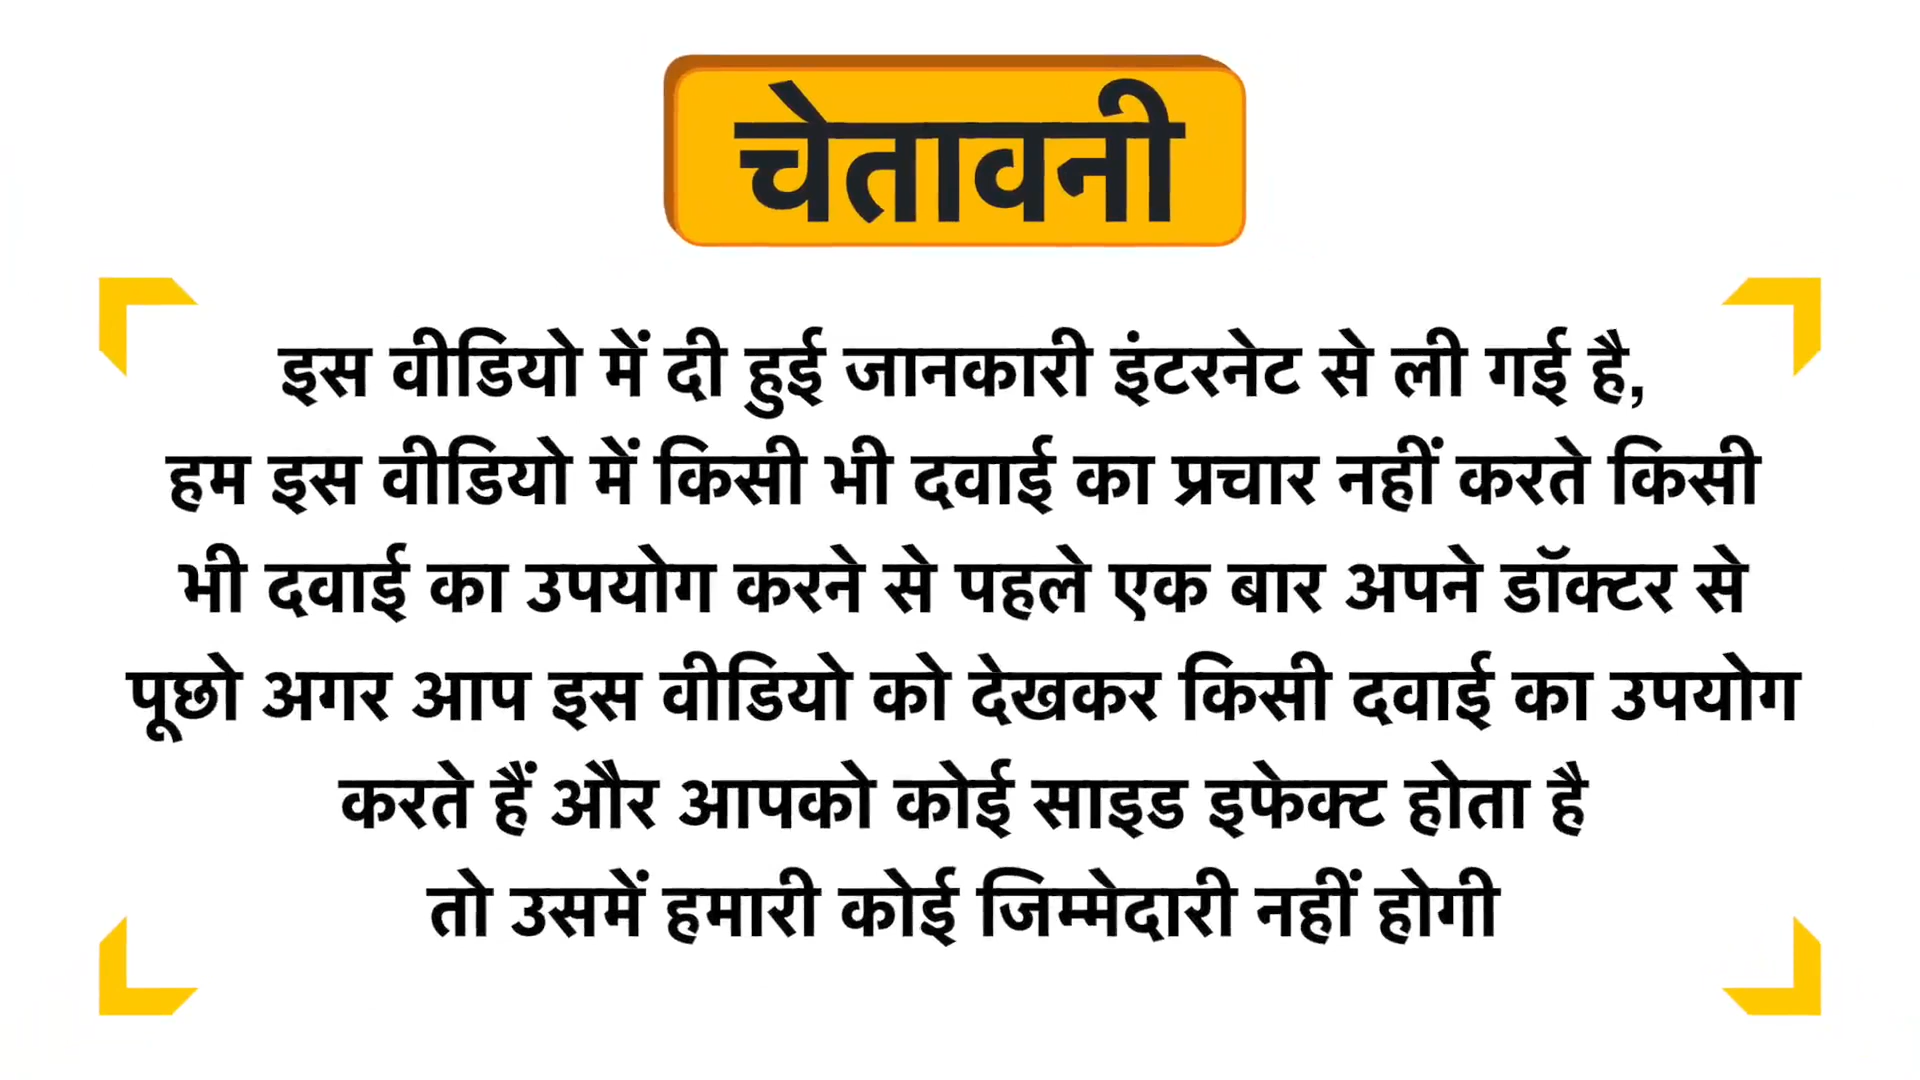 चेतावनी
इस वीडियो में दी हुई जानकारी इंटरनेट से ली गई है,
हम इस वीडियो में किसी भी दवाई का प्रचार नहीं करते किसी
भी दवाई का उपयोग करने से पहले एक बार अपने डॉक्टर से
पूछो अगर आप इस वीडियो को देखकर किसी दवाई का उपयोग
करते हैं और आपको कोई साइड इफेक्ट होता है
तो उसमें हमारी कोई जिम्मेदारी नहीं होगी